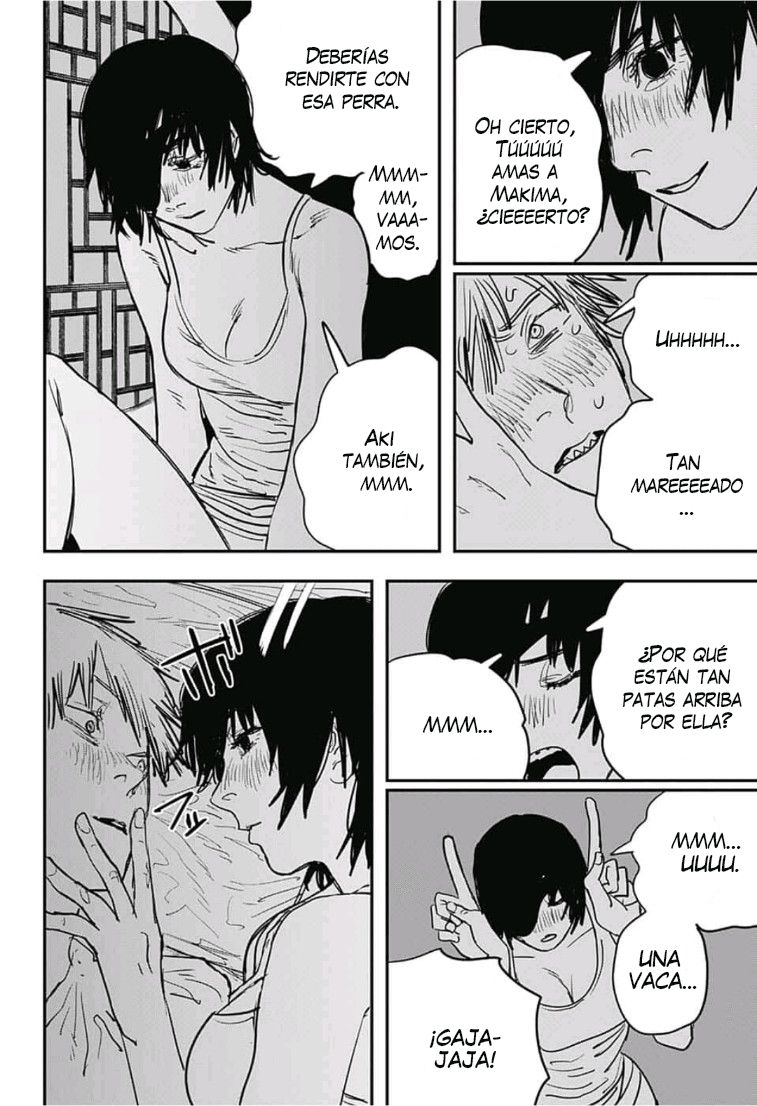 OH CIERTO,
TÚÚÚÚÚ
AMAS A
MAKIMA,
¿CIEEEERTO?
UHHHHH...
TAN
MAREEEEADO
...
DEBERÍAS
RENDIRTE CON
ESA PERRA.
MMM-
MM,
VAAA-
MOS.
AKI
TAMBIÉN,
MMM.
¿POR QUÉ
ESTÁN TAN
PATAS ARRIBA
POR ELLA?
MMM...
MMM...
UUUU.
UNA
VACA...
¡GAJA-
JAJA!